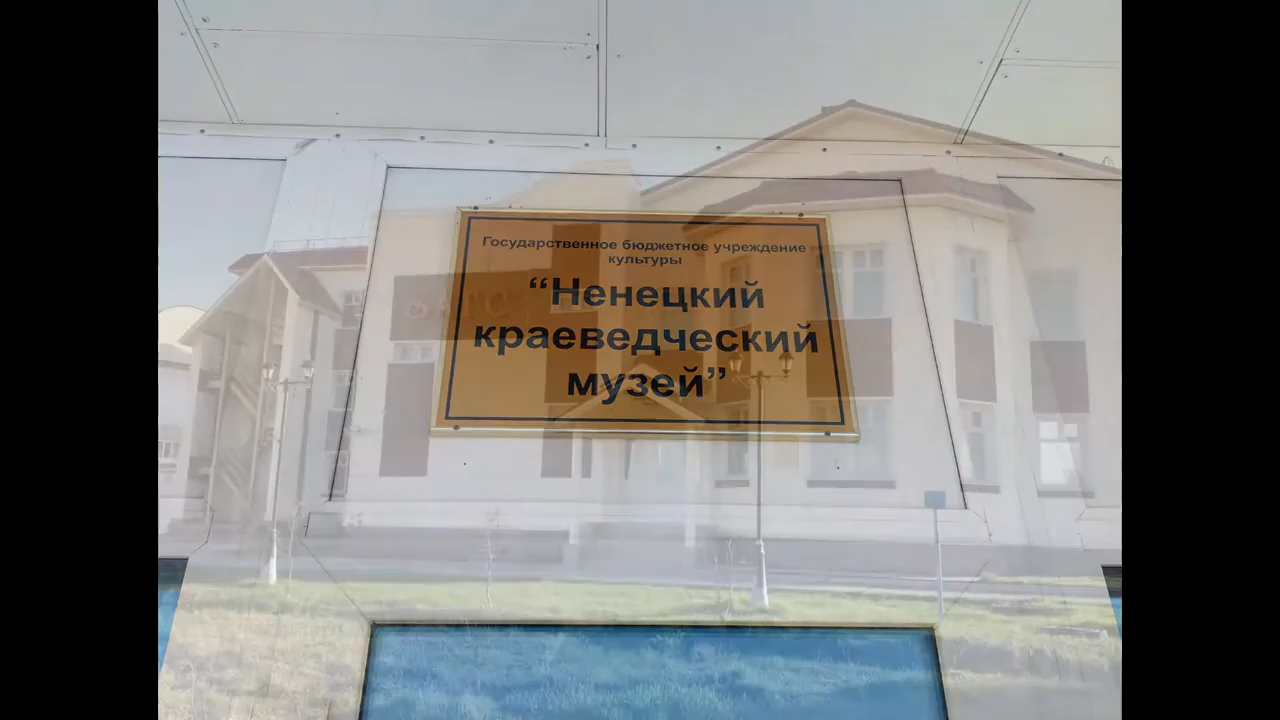 Государственное бюджетное учреждение
культуры
“Ненецкий
краеведческий
музей”